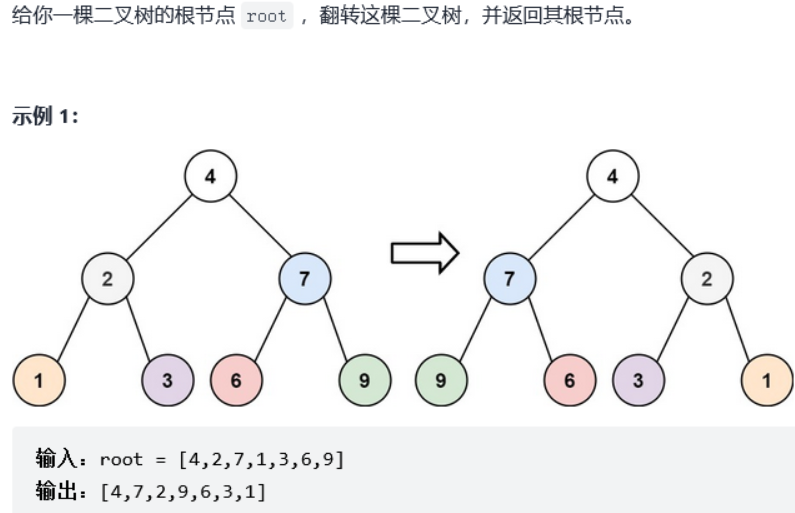 给你一棵二叉树的根节点 root ，翻转这棵二叉树，并返回其根节点。
示例 1：
4 4
2 7 7 2
1 3 6 9 9 6 3 1
输入：root = [4,2,7,1,3,6,9]
输出：[4,7,2,9,6,3,1]